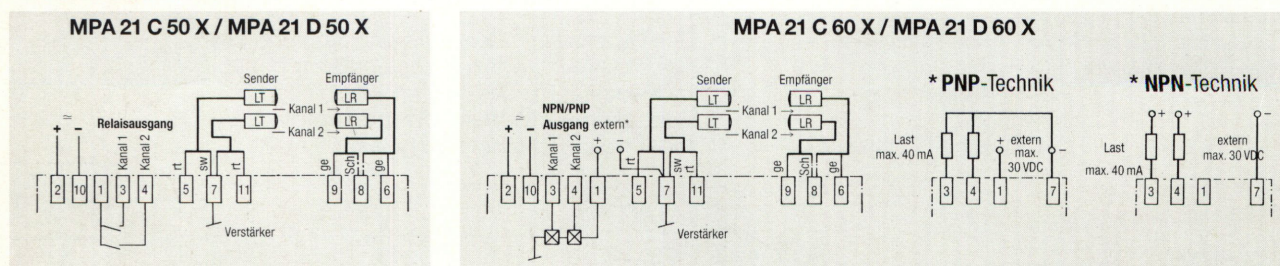 MPA 21 C 50 X / MPA 21 D 50 X
Sender Empfänger
LT LR
Kanal 1
LT LR
Kanal 2
Relaisausgang
+ ≃ −
Kanal 1
Kanal 2
rt sw rt ge Sch ge
2 10 1 3 4 5 7 11 9 8 6
Verstärker
MPA 21 C 60 X / MPA 21 D 60 X
Sender Empfänger
LT LR
Kanal 1
LT LR
Kanal 2
NPN/PNP
Ausgang extern*
+ ≃ −
Kanal 1
Kanal 2
+ −
rt sw rt ge Sch ge
2 10 3 4 1 5 7 11 9 8 6
Verstärker
* PNP-Technik
Last
max. 40 mA
+ extern −
max.
30 VDC
3 4 1 7
* NPN-Technik
+ + −
Last
max. 40 mA
extern
max. 30 VDC
3 4 1 7